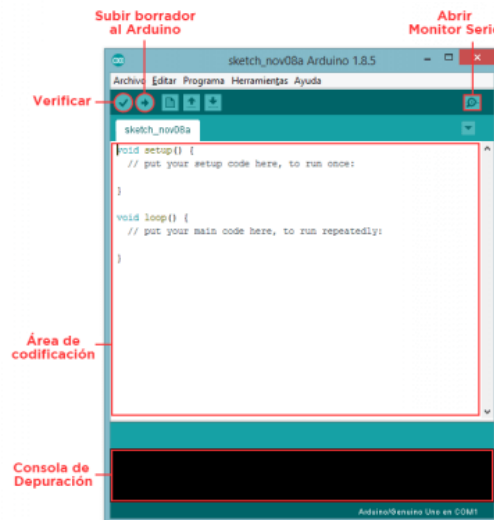 Subir borrador
al Arduino
Abrir
Monitor Serie
sketch_nov08a Arduino 1.8.5
Archivo Editar Programa Herramientas Ayuda
Verificar
sketch_nov08a
void setup() {
// put your setup code here, to run once:
}
void loop() {
// put your main code here, to run repeatedly:
}
Área de
codificación
Consola de
Depuración
Arduino/Genuino Uno en COM1